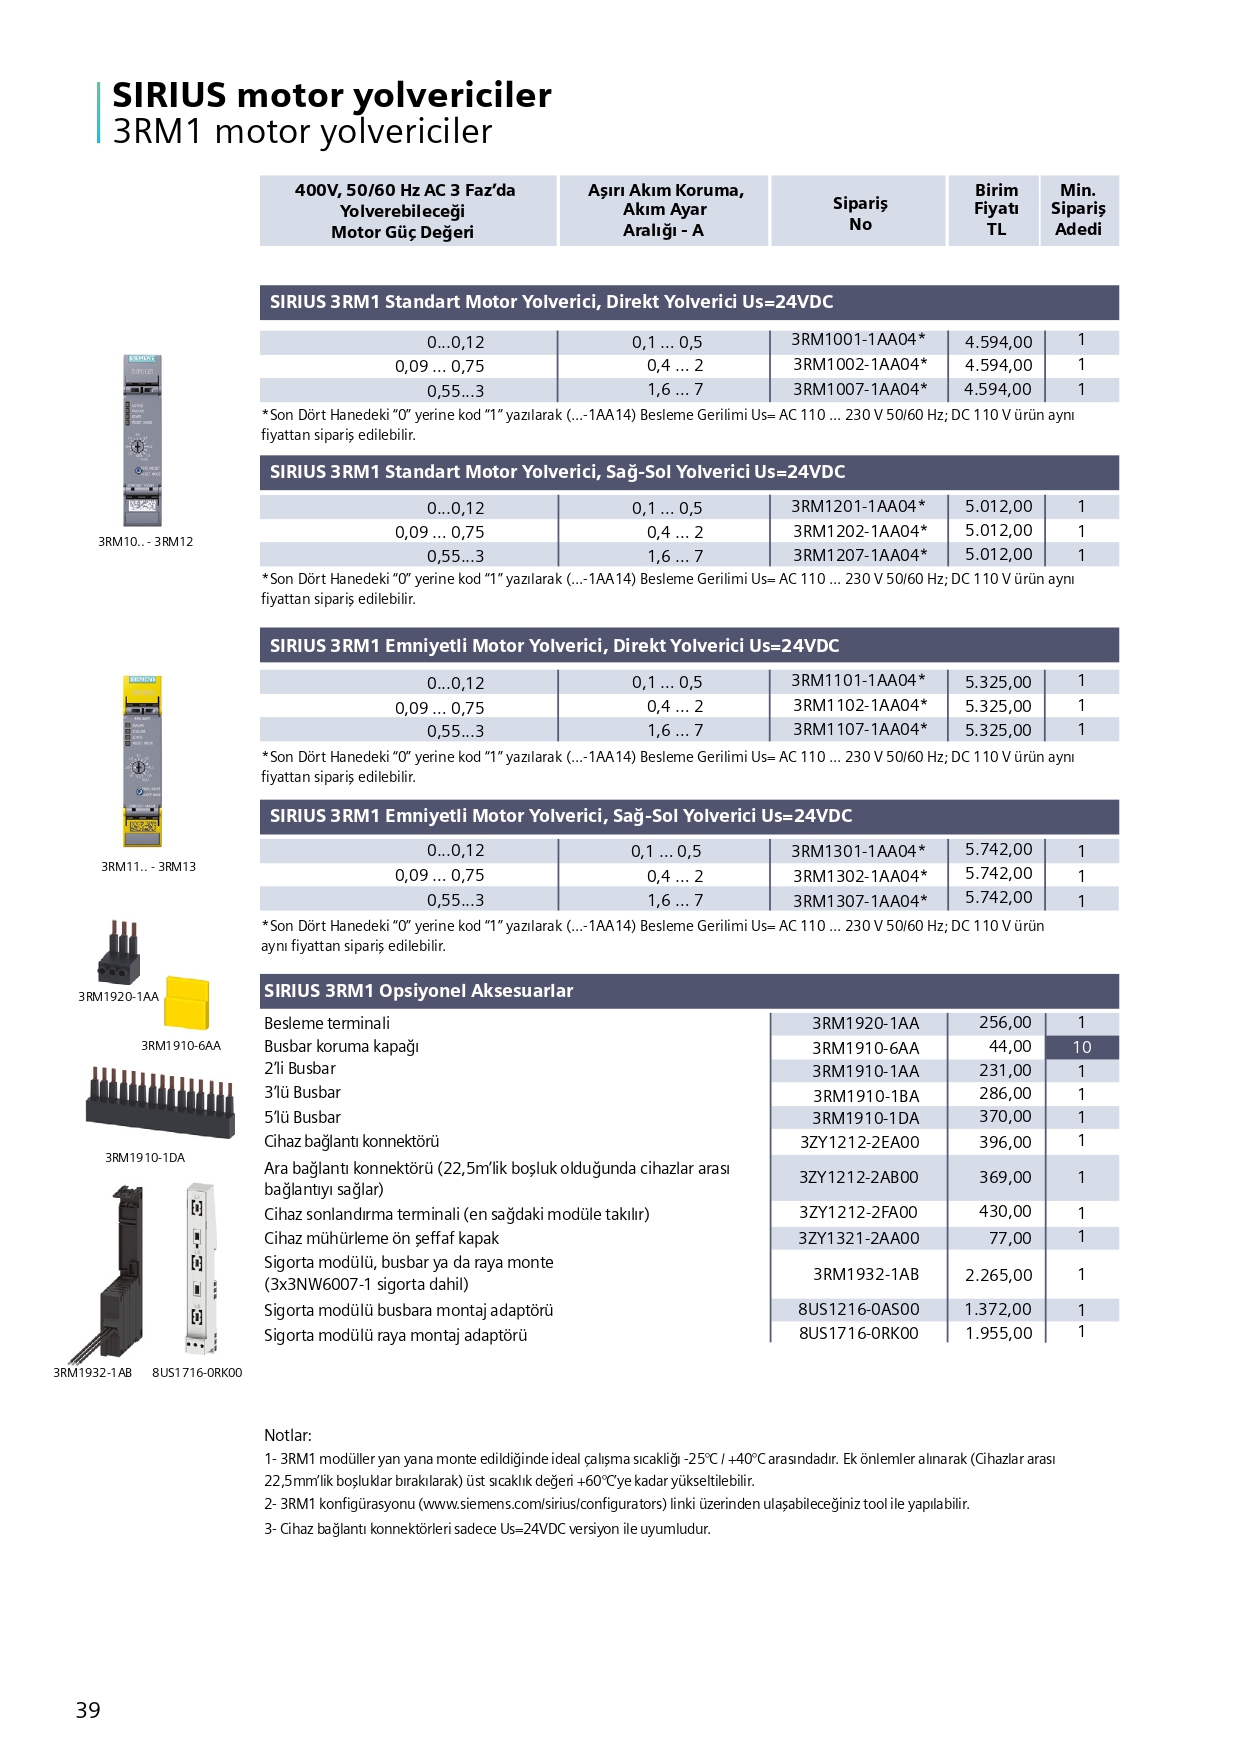 SIRIUS motor yolvericiler
3RM1 motor yolvericiler
400V, 50/60 Hz AC 3 Faz’da
Yolverebileceği
Motor Güç Değeri
Aşırı Akım Koruma,
Akım Ayar
Aralığı - A
Sipariş
No
Birim
Fiyatı
TL
Min.
Sipariş
Adedi
SIRIUS 3RM1 Standart Motor Yolverici, Direkt Yolverici Us=24VDC
0...0,12 0,1 ... 0,5 3RM1001-1AA04* 4.594,00 1
0,09 ... 0,75 0,4 ... 2 3RM1002-1AA04* 4.594,00 1
0,55...3 1,6 ... 7 3RM1007-1AA04* 4.594,00 1
*Son Dört Hanedeki “0” yerine kod “1” yazılarak (...-1AA14) Besleme Gerilimi Us= AC 110 ... 230 V 50/60 Hz; DC 110 V ürün aynı
fiyattan sipariş edilebilir.
SIEMENS
SIRIUS
3RM10.. - 3RM12
SIRIUS 3RM1 Standart Motor Yolverici, Sağ-Sol Yolverici Us=24VDC
0...0,12 0,1 ... 0,5 3RM1201-1AA04* 5.012,00 1
0,09 ... 0,75 0,4 ... 2 3RM1202-1AA04* 5.012,00 1
0,55...3 1,6 ... 7 3RM1207-1AA04* 5.012,00 1
*Son Dört Hanedeki “0” yerine kod “1” yazılarak (...-1AA14) Besleme Gerilimi Us= AC 110 ... 230 V 50/60 Hz; DC 110 V ürün aynı
fiyattan sipariş edilebilir.
SIRIUS 3RM1 Emniyetli Motor Yolverici, Direkt Yolverici Us=24VDC
0...0,12 0,1 ... 0,5 3RM1101-1AA04* 5.325,00 1
0,09 ... 0,75 0,4 ... 2 3RM1102-1AA04* 5.325,00 1
0,55...3 1,6 ... 7 3RM1107-1AA04* 5.325,00 1
*Son Dört Hanedeki “0” yerine kod “1” yazılarak (...-1AA14) Besleme Gerilimi Us= AC 110 ... 230 V 50/60 Hz; DC 110 V ürün aynı
fiyattan sipariş edilebilir.
SIEMENS
3RM11.. - 3RM13
SIRIUS 3RM1 Emniyetli Motor Yolverici, Sağ-Sol Yolverici Us=24VDC
0...0,12 0,1 ... 0,5 3RM1301-1AA04* 5.742,00 1
0,09 ... 0,75 0,4 ... 2 3RM1302-1AA04* 5.742,00 1
0,55...3 1,6 ... 7 3RM1307-1AA04* 5.742,00 1
*Son Dört Hanedeki “0” yerine kod “1” yazılarak (...-1AA14) Besleme Gerilimi Us= AC 110 ... 230 V 50/60 Hz; DC 110 V ürün
aynı fiyattan sipariş edilebilir.
3RM1920-1AA
3RM1910-6AA
3RM1910-1DA
3RM1932-1AB
8US1716-0RK00
SIRIUS 3RM1 Opsiyonel Aksesuarlar
Besleme terminali 3RM1920-1AA 256,00 1
Busbar koruma kapağı 3RM1910-6AA 44,00 10
2’li Busbar 3RM1910-1AA 231,00 1
3’lü Busbar 3RM1910-1BA 286,00 1
5’lü Busbar 3RM1910-1DA 370,00 1
Cihaz bağlantı konnektörü 3ZY1212-2EA00 396,00 1
Ara bağlantı konnektörü (22,5m’lik boşluk olduğunda cihazlar arası
bağlantıyı sağlar) 3ZY1212-2AB00 369,00 1
Cihaz sonlandırma terminali (en sağdaki modüle takılır) 3ZY1212-2FA00 430,00 1
Cihaz mühürleme ön şeffaf kapak 3ZY1321-2AA00 77,00 1
Sigorta modülü, busbar ya da raya monte
(3x3NW6007-1 sigorta dahil) 3RM1932-1AB 2.265,00 1
Sigorta modülü busbara montaj adaptörü 8US1216-0AS00 1.372,00 1
Sigorta modülü raya montaj adaptörü 8US1716-0RK00 1.955,00 1
Notlar:
1- 3RM1 modüller yan yana monte edildiğinde ideal çalışma sıcaklığı -25ºC / +40ºC arasındadır. Ek önlemler alınarak (Cihazlar arası
22,5mm’lik boşluklar bırakılarak) üst sıcaklık değeri +60ºC’ye kadar yükseltilebilir.
2- 3RM1 konfigürasyonu (www.siemens.com/sirius/configurators) linki üzerinden ulaşabileceğiniz tool ile yapılabilir.
3- Cihaz bağlantı konnektörleri sadece Us=24VDC versiyon ile uyumludur.
39